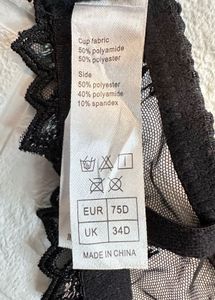 Cup fabric
50% polyamide
50% polyester
Side
50% polyester
40% polyamide
10% spandex
EUR 75D
UK 34D
MADE IN CHINA